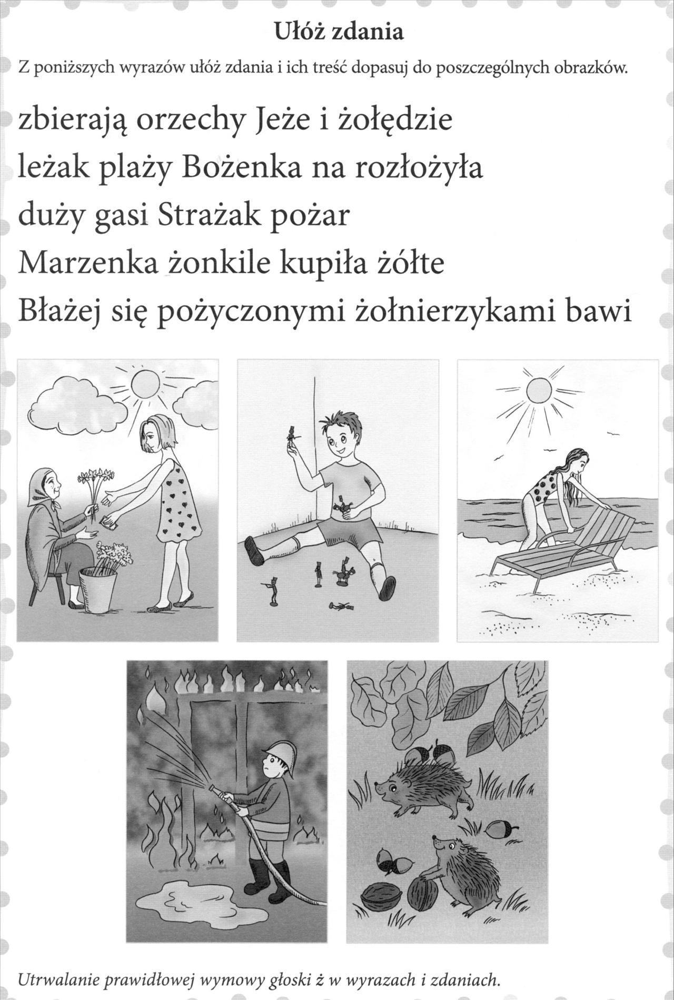 Ułóż zdania
Z poniższych wyrazów ułóż zdania i ich treść dopasuj do poszczególnych obrazków.
zbierają orzechy Jeże i żołędzie
leżak plaży Bożenka na rozłożyła
duży gasi Strażak pożar
Marzenka żonkile kupiła żółte
Błażej się pożyczonymi żołnierzykami bawi
Utrwalanie prawidłowej wymowy głoski ż w wyrazach i zdaniach.